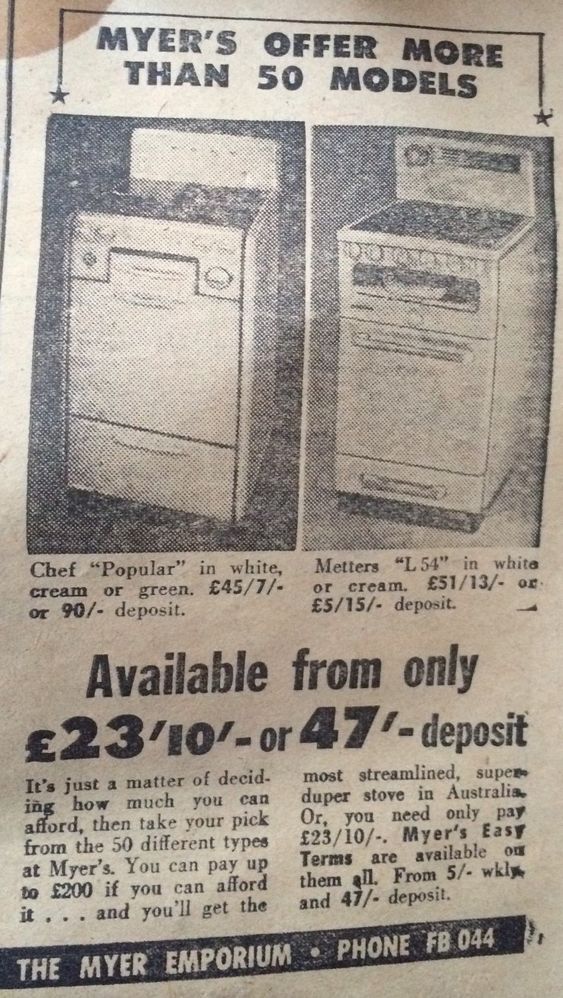 MYER'S OFFER MORE
THAN 50 MODELS
Chef "Popular" in white,
cream or green. £45/7/-
or 90/- deposit.
Metters "L 54" in white
or cream. £51/13/- or
£5/15/- deposit.
Available from only
£23/10/- or 47/- deposit
It's just a matter of decid-
ing how much you can
afford, then take your pick
from the 50 different types
at Myer's. You can pay up
to £200 if you can afford
it . . . and you'll get the
most streamlined, super-
duper stove in Australia.
Or, you need only pay
£23/10/-. Myer's Easy
Terms are available on
them all. From 5/- wkly.
and 47/- deposit.
THE MYER EMPORIUM • PHONE FB 044